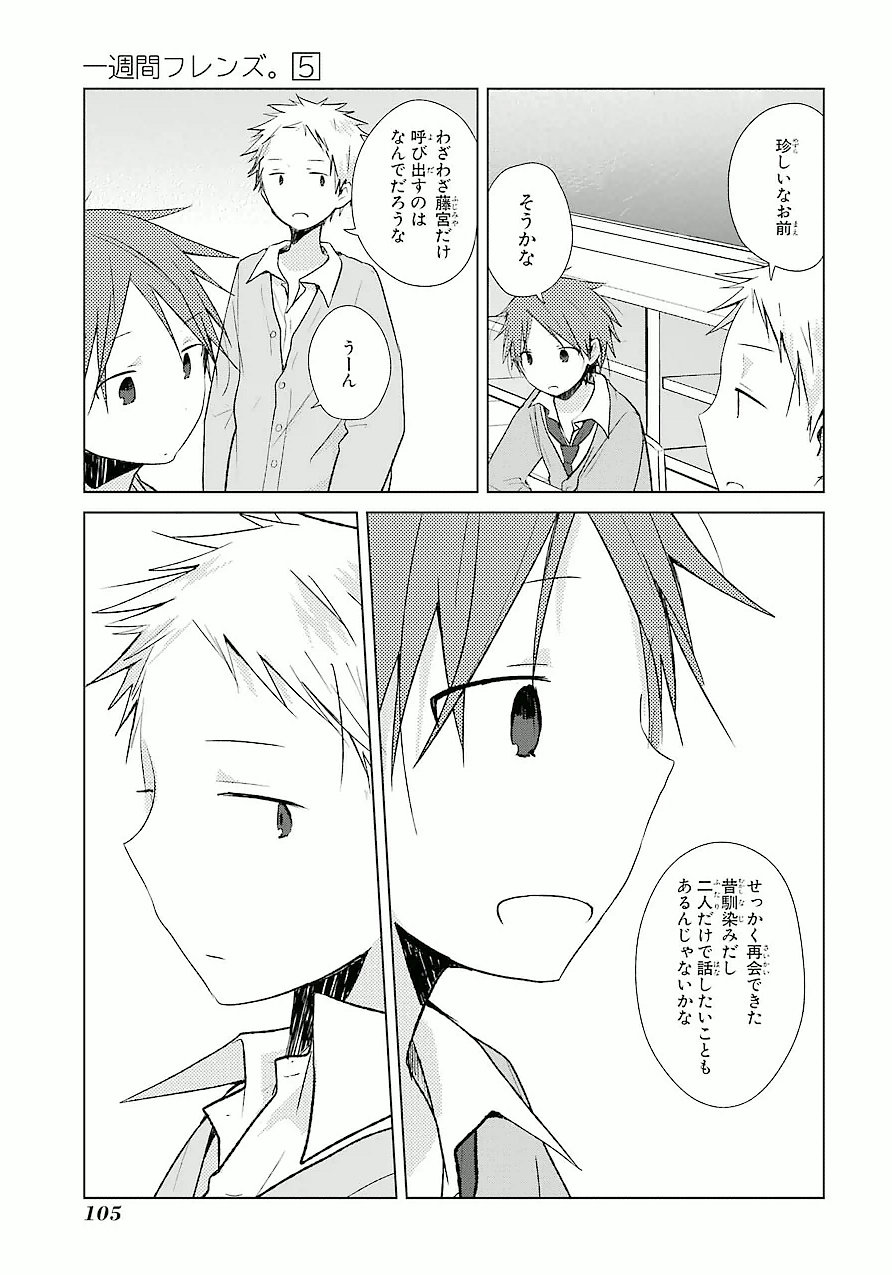 一週間フレンズ。5
珍しいなお前
そうかな
わざわざ藤宮だけ
呼び出すのは
なんでだろうな
うーん
せっかく再会できた
昔馴染みだし
二人だけで話したいことも
あるんじゃないかな
105